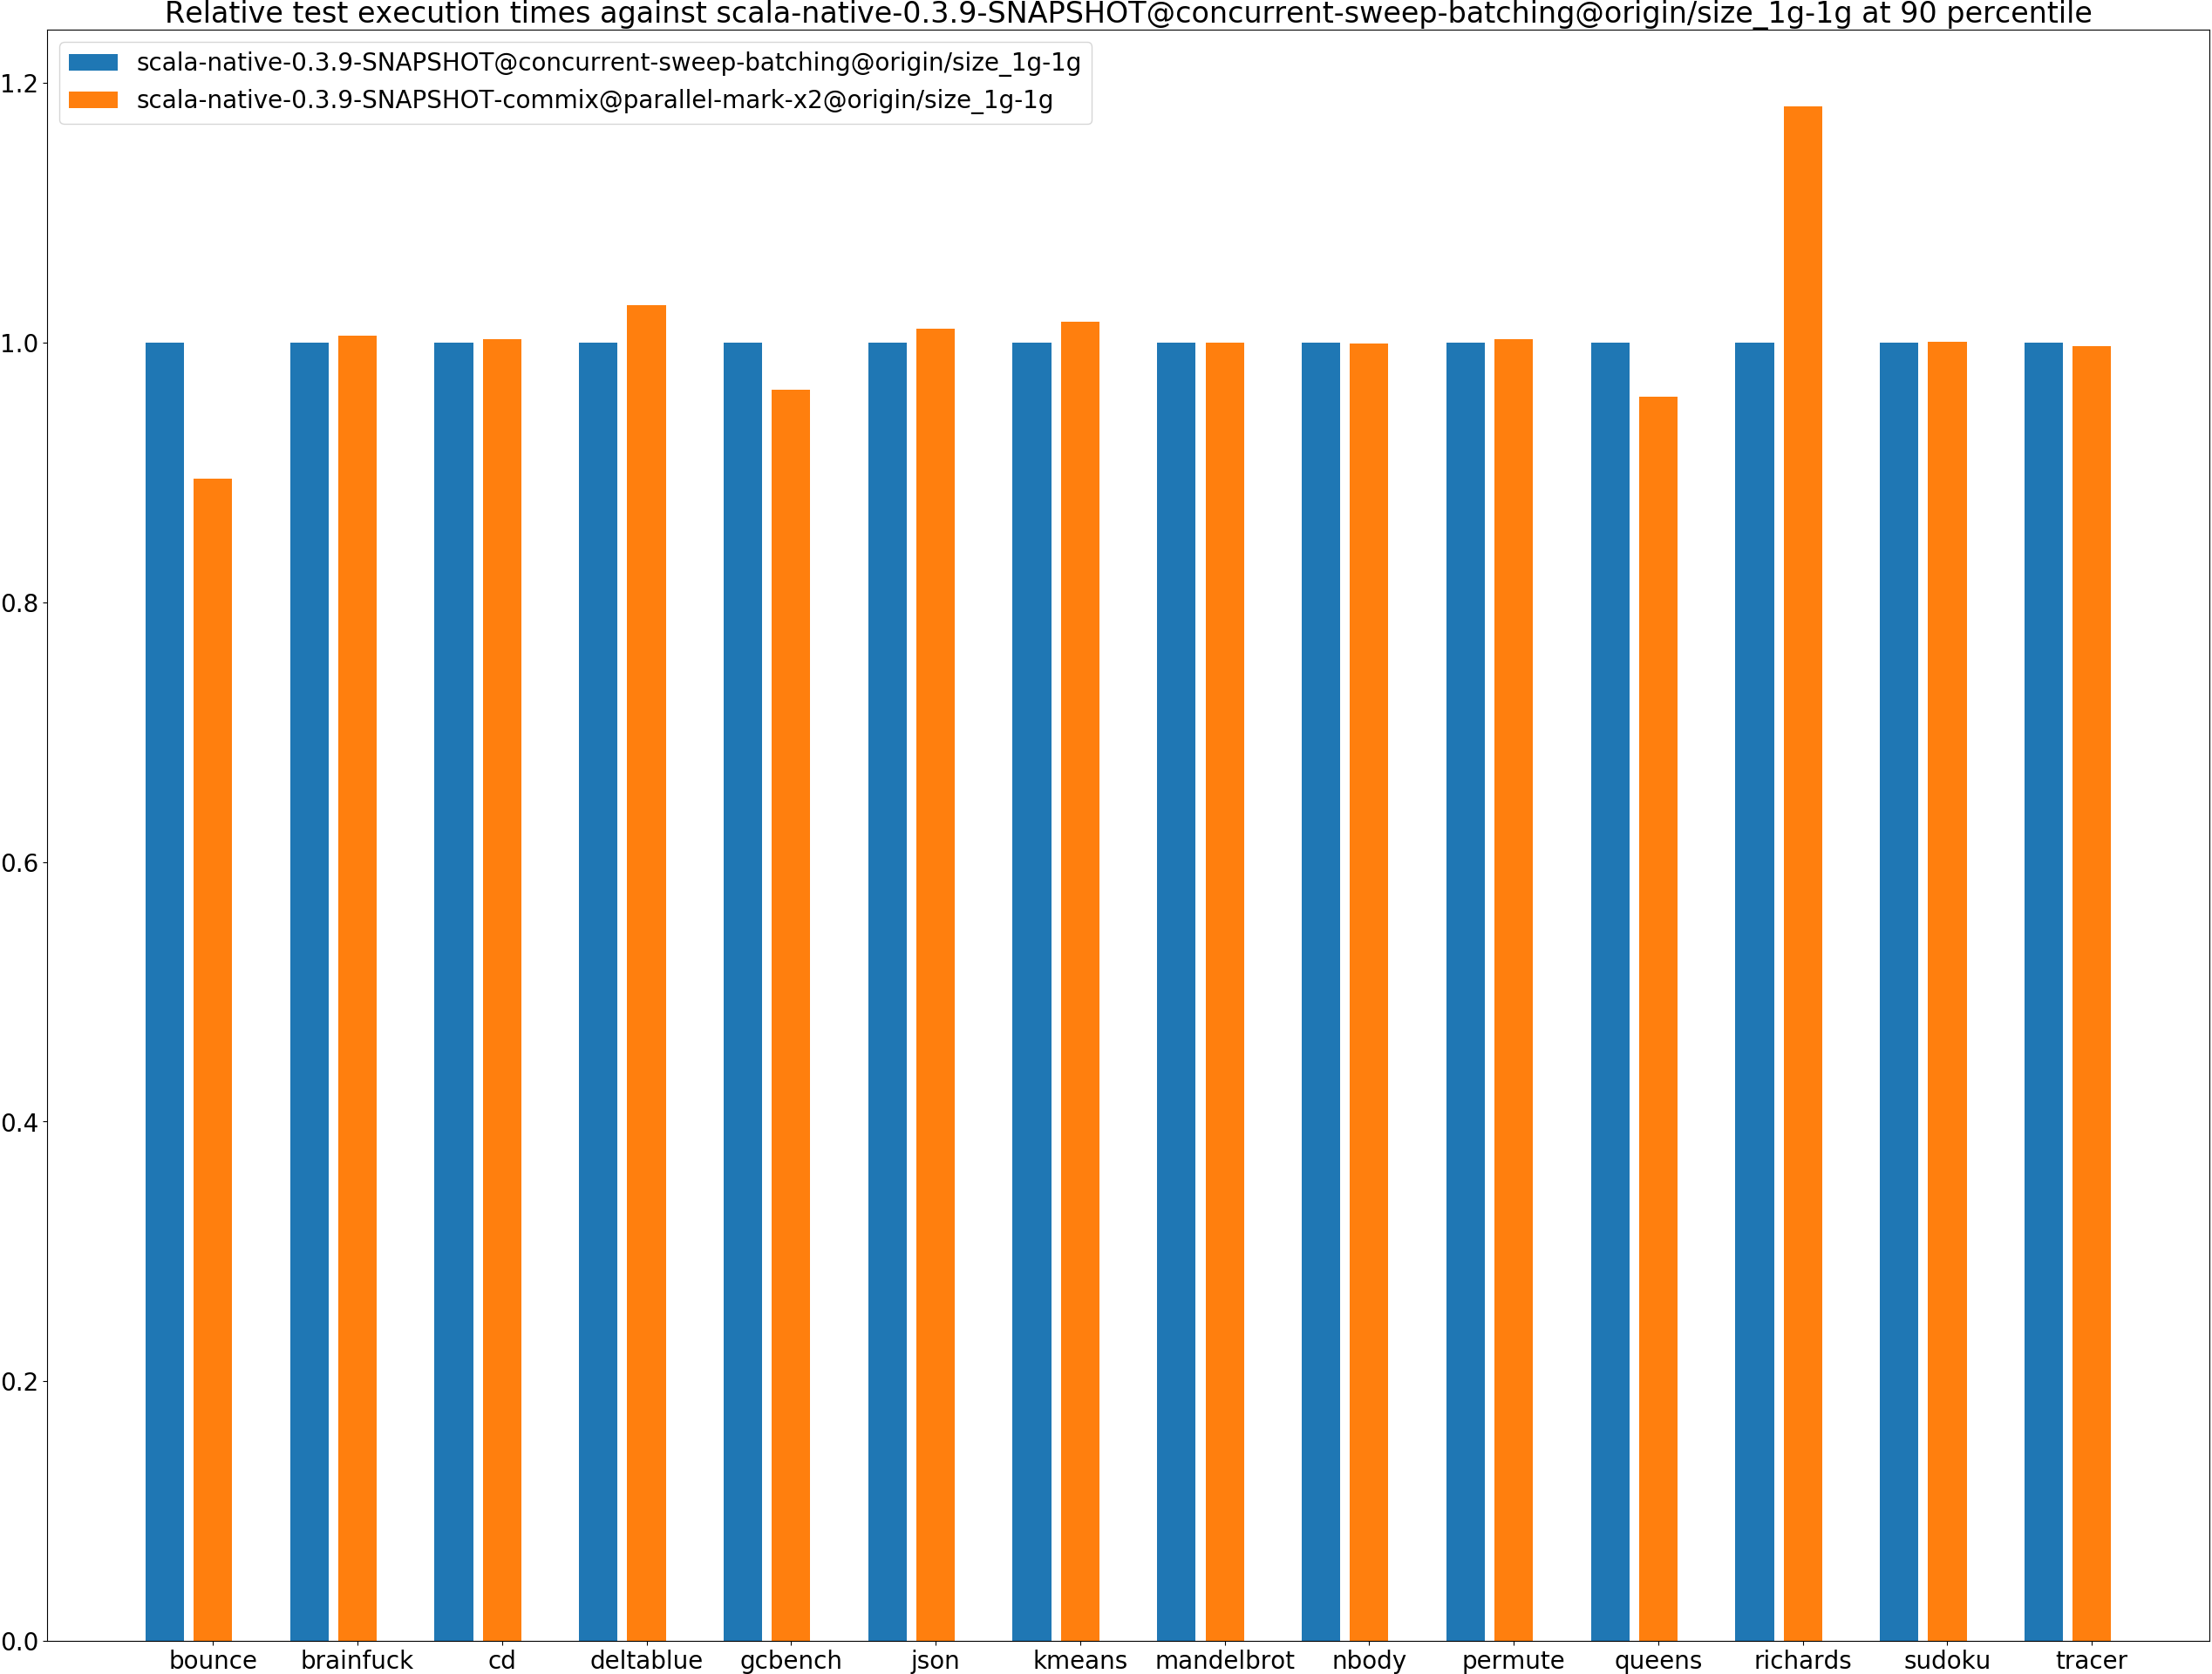 Relative test execution times against scala-native-0.3.9-SNAPSHOT@concurrent-sweep-batching@origin/size_1g-1g at 90 percentile
scala-native-0.3.9-SNAPSHOT@concurrent-sweep-batching@origin/size_1g-1g
scala-native-0.3.9-SNAPSHOT-commix@parallel-mark-x2@origin/size_1g-1g
1.2
1.0
0.8
0.6
0.4
0.2
0.0
bounce brainfuck cd deltablue gcbench json kmeans mandelbrot nbody permute queens richards sudoku tracer